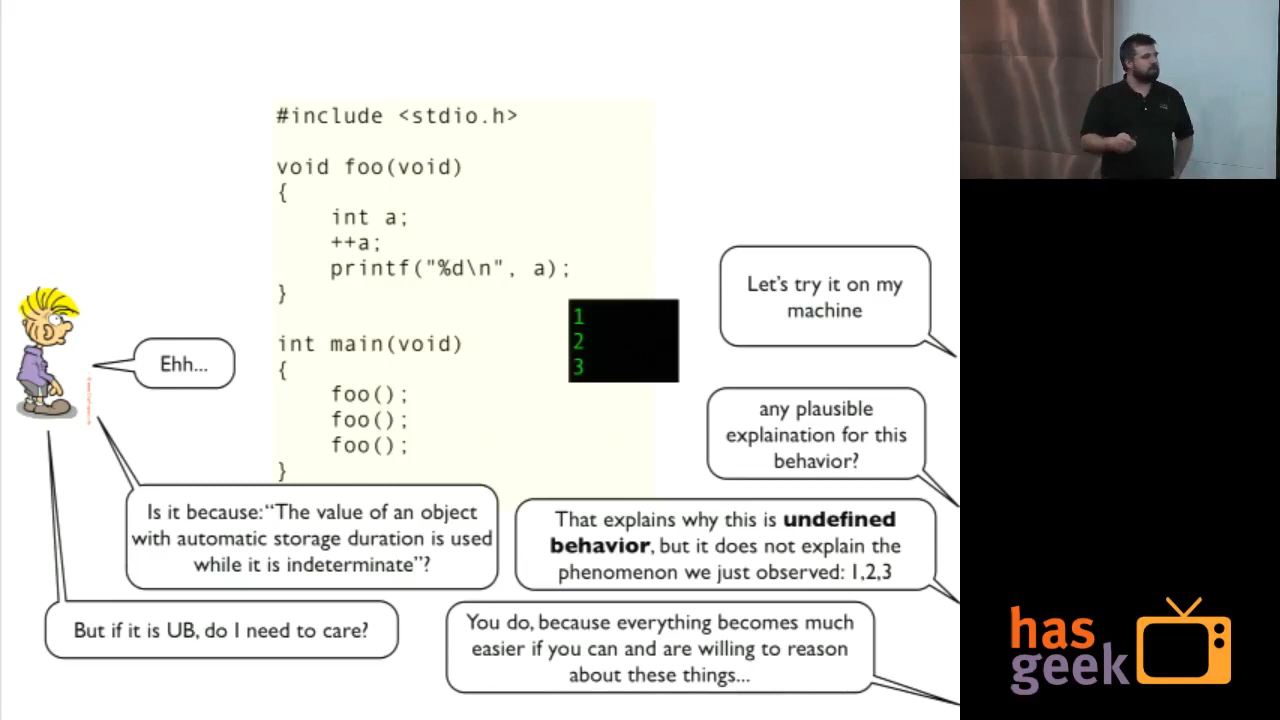 #include <stdio.h>
void foo(void)
{
int a;
++a;
printf("%d\n", a);
}
int main(void)
{
foo();
foo();
foo();
}
1
2
3
Let's try it on my
machine
Ehh...
any plausible
explaination for this
behavior?
Is it because: "The value of an object
with automatic storage duration is used
while it is indeterminate"?
That explains why this is undefined
behavior, but it does not explain the
phenomenon we just observed: 1,2,3
But if it is UB, do I need to care?
You do, because everything becomes much
easier if you can and are willing to reason
about these things...
has
geek